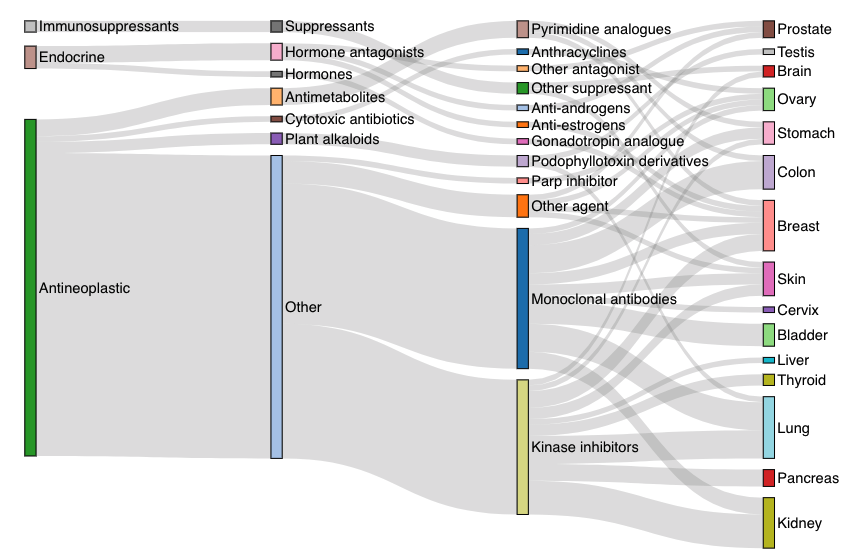 Immunosuppressants
Endocrine
Antineoplastic
Suppressants
Hormone antagonists
Hormones
Antimetabolites
Cytotoxic antibiotics
Plant alkaloids
Other
Pyrimidine analogues
Anthracyclines
Other antagonist
Other suppressant
Anti-androgens
Anti-estrogens
Gonadotropin analogue
Podophyllotoxin derivatives
Parp inhibitor
Other agent
Monoclonal antibodies
Kinase inhibitors
Prostate
Testis
Brain
Ovary
Stomach
Colon
Breast
Skin
Cervix
Bladder
Liver
Thyroid
Lung
Pancreas
Kidney